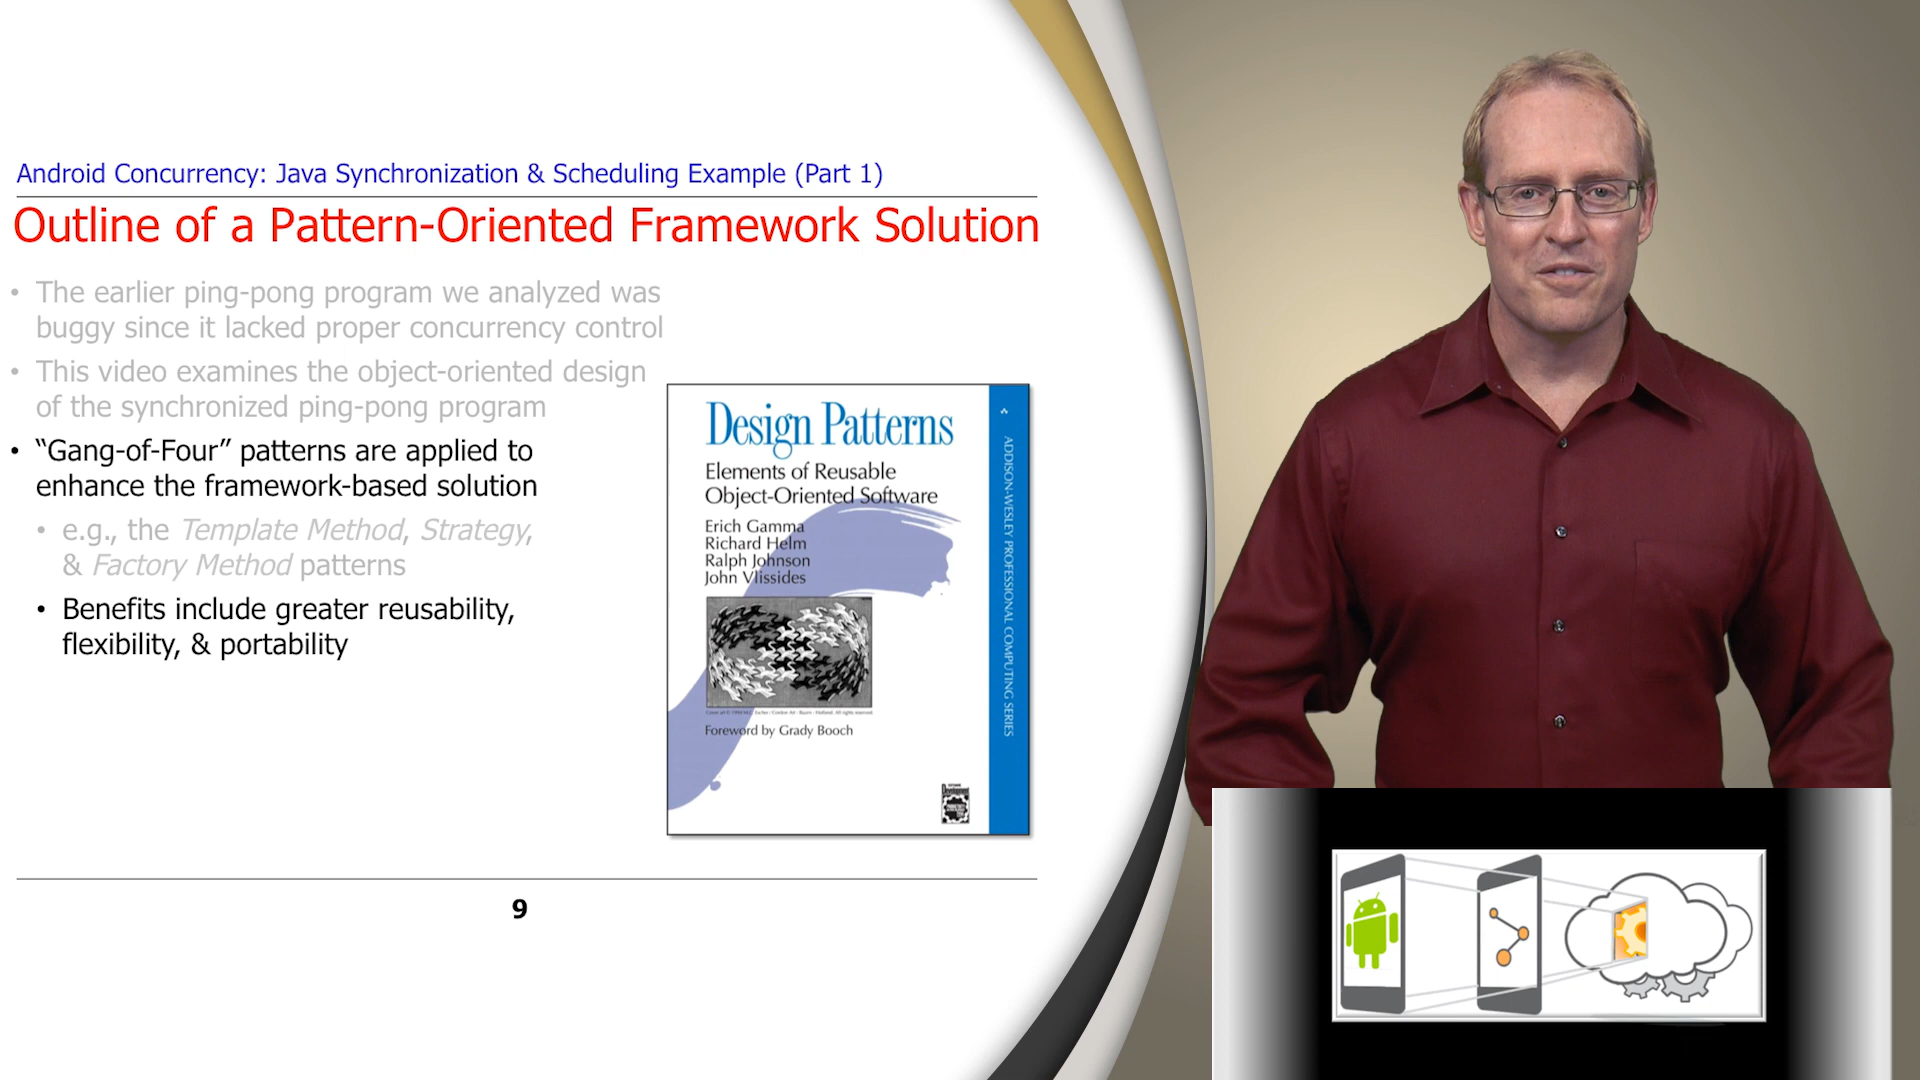 Android Concurrency: Java Synchronization & Scheduling Example (Part 1)
Outline of a Pattern-Oriented Framework Solution
• The earlier ping-pong program we analyzed was
buggy since it lacked proper concurrency control
• This video examines the object-oriented design
of the synchronized ping-pong program
• “Gang-of-Four” patterns are applied to
enhance the framework-based solution
• e.g., the Template Method, Strategy,
& Factory Method patterns
• Benefits include greater reusability,
flexibility, & portability
Design Patterns
Elements of Reusable
Object-Oriented Software
Erich Gamma
Richard Helm
Ralph Johnson
John Vlissides
Foreword by Grady Booch
ADDISON-WESLEY PROFESSIONAL COMPUTING SERIES
9